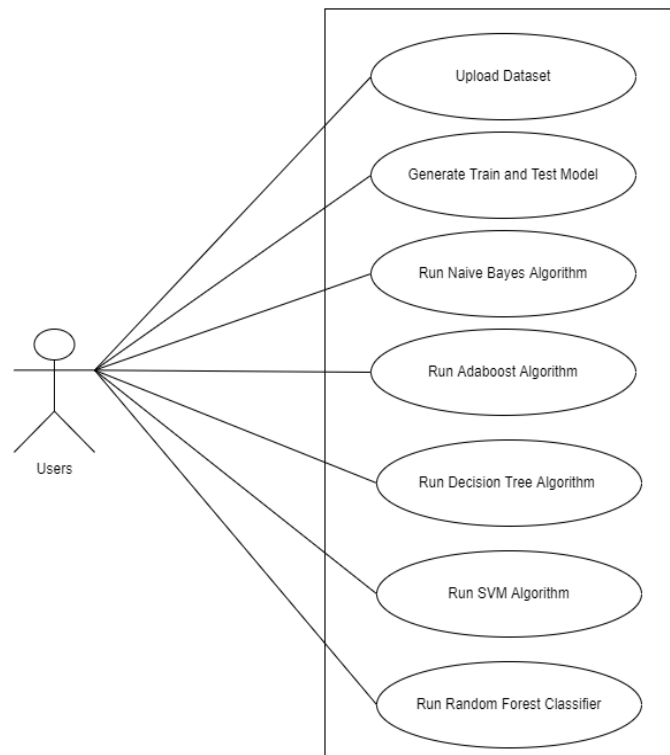 Upload Dataset
Generate Train and Test Model
Run Naive Bayes Algorithm
Run Adaboost Algorithm
Users
Run Decision Tree Algorithm
Run SVM Algorithm
Run Random Forest Classifier